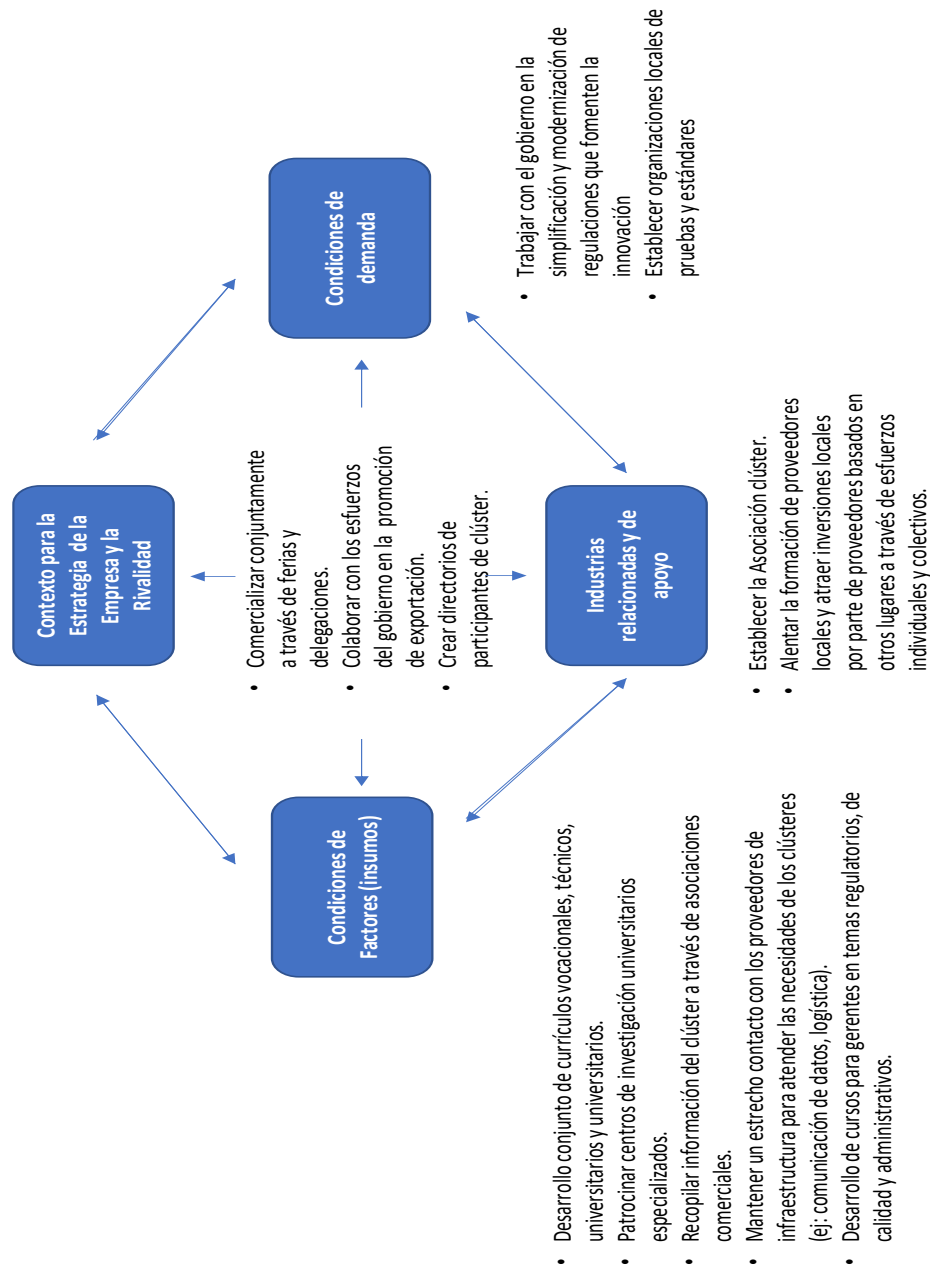 Contexto para la
Estrategia de la
Empresa y la
Rivalidad
Condiciones de
Factores (insumos)
• Comercializar conjuntamente
a través de ferias y
delegaciones.
• Colaborar con los esfuerzos
del gobierno en la promoción
de exportación.
• Crear directorios de
participantes de clúster.
Condiciones de
demanda
Industrias
relacionadas y de
apoyo
• Desarrollo conjunto de currículos vocacionales, técnicos,
universitarios y universitarios.
• Patrocinar centros de investigación universitarios
especializados.
• Recopilar información del clúster a través de asociaciones
comerciales.
• Mantener un estrecho contacto con los proveedores de
infraestructura para atender las necesidades de los clústeres
(ej: comunicación de datos, logística).
• Desarrollo de cursos para gerentes en temas regulatorios, de
calidad y administrativos.
• Establecer la Asociación clúster.
• Alentar la formación de proveedores
locales y atraer inversiones locales
por parte de proveedores basados en
otros lugares a través de esfuerzos
individuales y colectivos.
• Trabajar con el gobierno en la
simplificación y modernización de
regulaciones que fomenten la
innovación
• Establecer organizaciones locales de
pruebas y estándares